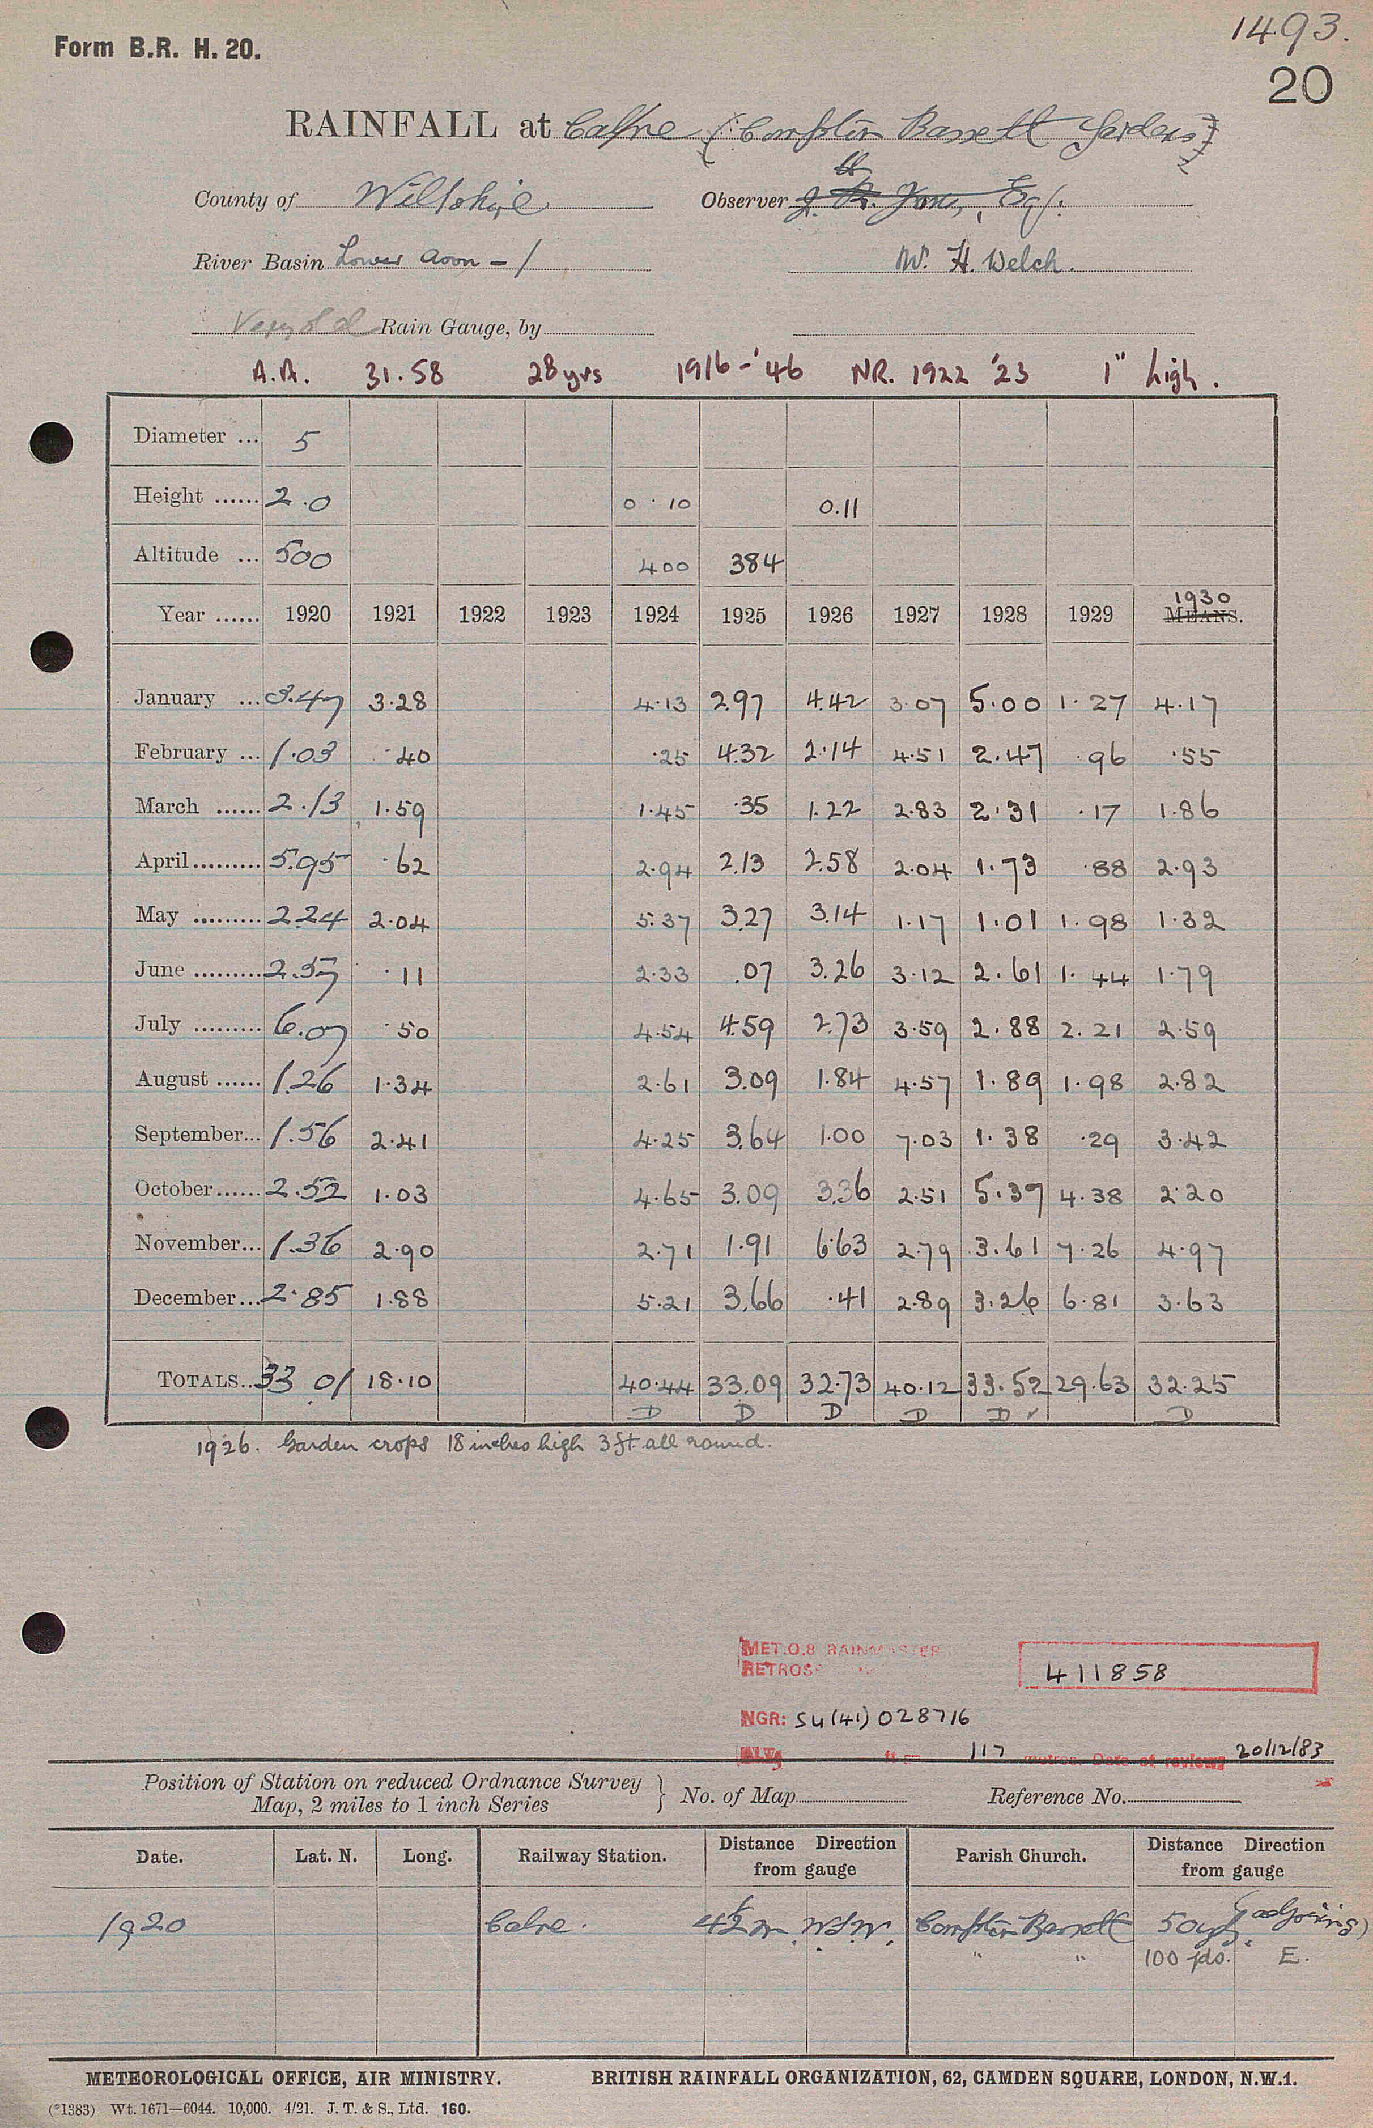 1493.
Form B.R. H. 20.
20
RAINFALL at Calne (Compton Bassett Gardens)
County of Wiltshire Observer J. R. Jones, Esq.
River Basin Lower Avon - 1 W. H. Welch.
Very old Rain Gauge, by
A.A. 31.58 28 yrs 1916-'46 NR. 1922 '23 1" high.
Diameter ... 5
Height ...... 2.0 0.10 0.11
Altitude ... 500 400 384
Year ...... 1920 1921 1922 1923 1924 1925 1926 1927 1928 1929 MEANS. 1930
January ... 3.47 3.28 4.13 2.97 4.42 3.07 5.00 1.27 4.17
February ... 1.03 .40 .25 4.32 2.14 4.51 2.47 .96 .55
March ...... 2.13 1.59 1.45 .35 1.22 2.83 2.31 .17 1.86
April ......... 5.95 .62 2.94 2.13 2.58 2.04 1.73 .88 2.93
May ......... 2.24 2.04 5.37 3.27 3.14 1.17 1.01 1.98 1.32
June ......... 2.57 .11 2.33 .07 3.26 3.12 2.61 1.44 1.79
July ......... 6.07 .50 4.54 4.59 2.73 3.59 2.88 2.21 2.59
August ...... 1.26 1.34 2.61 3.09 1.84 4.57 1.89 1.98 2.82
September... 1.56 2.41 4.25 3.64 1.00 7.03 1.38 .29 3.42
October ...... 2.52 1.03 4.65 3.09 3.36 2.51 5.37 4.38 2.20
November... 1.36 2.90 2.71 1.91 6.63 2.79 3.61 7.26 4.97
December... 2.85 1.88 5.21 3.66 .41 2.89 3.26 6.81 3.63
TOTALS.. 33 01 18.10 40.44 33.09 32.73 40.12 33.52 29.63 32.25
D D D D D ✓ D
1926. Garden crops 18 inches high 3 ft all round.
MET.O.8 RAINMASTER
411858
NGR: SU (41) 028716
117 metres Date of review 20/12/83
Position of Station on reduced Ordnance Survey Map, 2 miles to 1 inch Series } No. of Map Reference No.
Date. Lat. N. Long. Railway Station. Distance Direction from gauge Parish Church. Distance Direction from gauge
1920 Calne. 4½ m. W.S.W. Compton Bassett 50 yds. (adjoining)
" " 100 yds. E.
METEOROLOGICAL OFFICE, AIR MINISTRY. BRITISH RAINFALL ORGANIZATION, 62, CAMDEN SQUARE, LONDON, N.W.1.
(*1383) Wt. 1671—6044. 10,000. 4/21. J. T. & S., Ltd. 160.